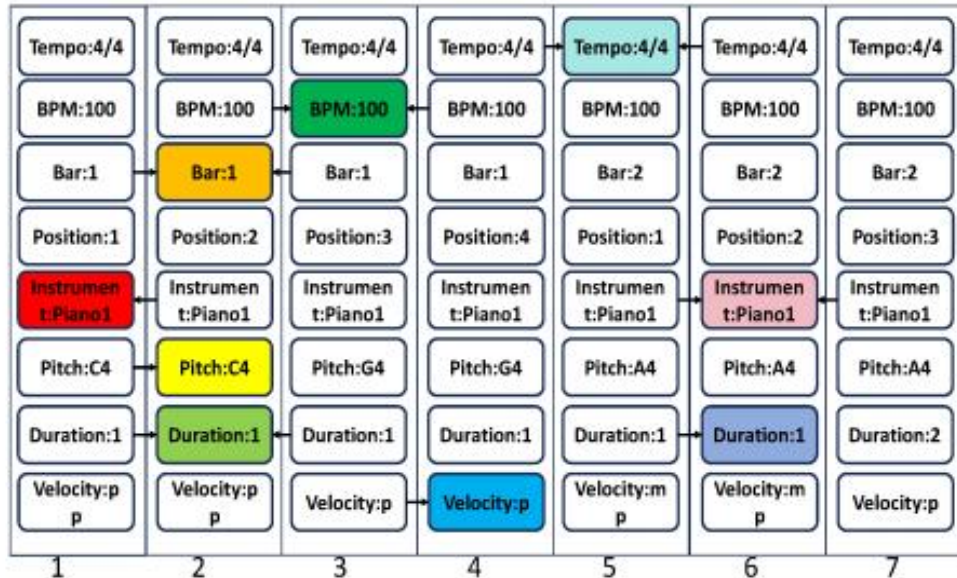 Tempo:4/4 Tempo:4/4 Tempo:4/4 Tempo:4/4 Tempo:4/4 Tempo:4/4 Tempo:4/4
BPM:100 BPM:100 BPM:100 BPM:100 BPM:100 BPM:100 BPM:100
Bar:1 Bar:1 Bar:1 Bar:1 Bar:2 Bar:2 Bar:2
Position:1 Position:2 Position:3 Position:4 Position:1 Position:2 Position:3
Instrumen Instrumen Instrumen Instrumen Instrumen Instrumen Instrumen
t:Piano1 t:Piano1 t:Piano1 t:Piano1 t:Piano1 t:Piano1 t:Piano1
Pitch:C4 Pitch:C4 Pitch:G4 Pitch:G4 Pitch:A4 Pitch:A4 Pitch:A4
Duration:1 Duration:1 Duration:1 Duration:1 Duration:1 Duration:1 Duration:2
Velocity:p Velocity:p Velocity:p Velocity:p Velocity:m Velocity:m Velocity:p
p p p p
1 2 3 4 5 6 7